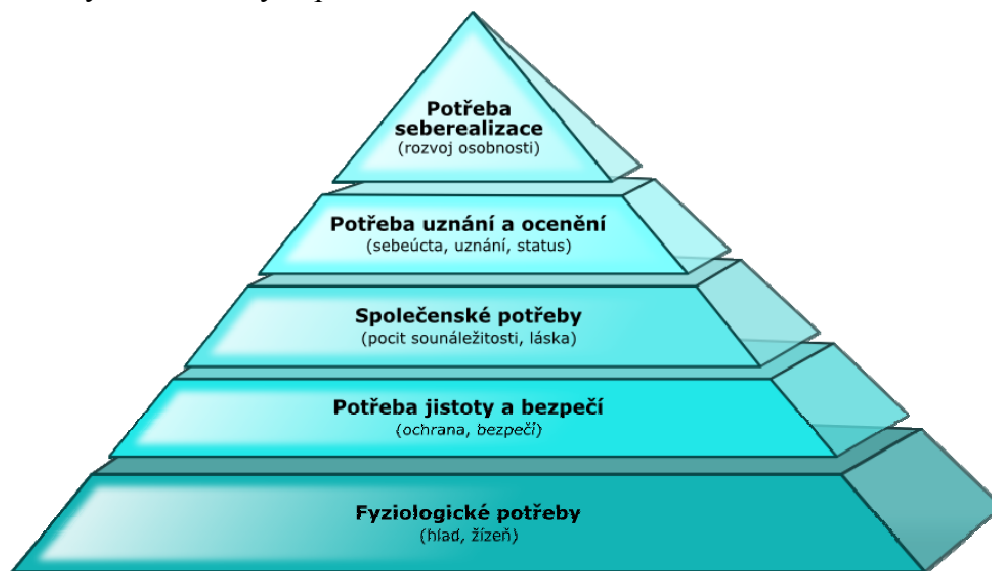 Potřeba
seberealizace
(rozvoj osobnosti)
Potřeba uznání a ocenění
(sebeúcta, uznání, status)
Společenské potřeby
(pocit sounáležitosti, láska)
Potřeba jistoty a bezpečí
(ochrana, bezpečí)
Fyziologické potřeby
(hlad, žízeň)